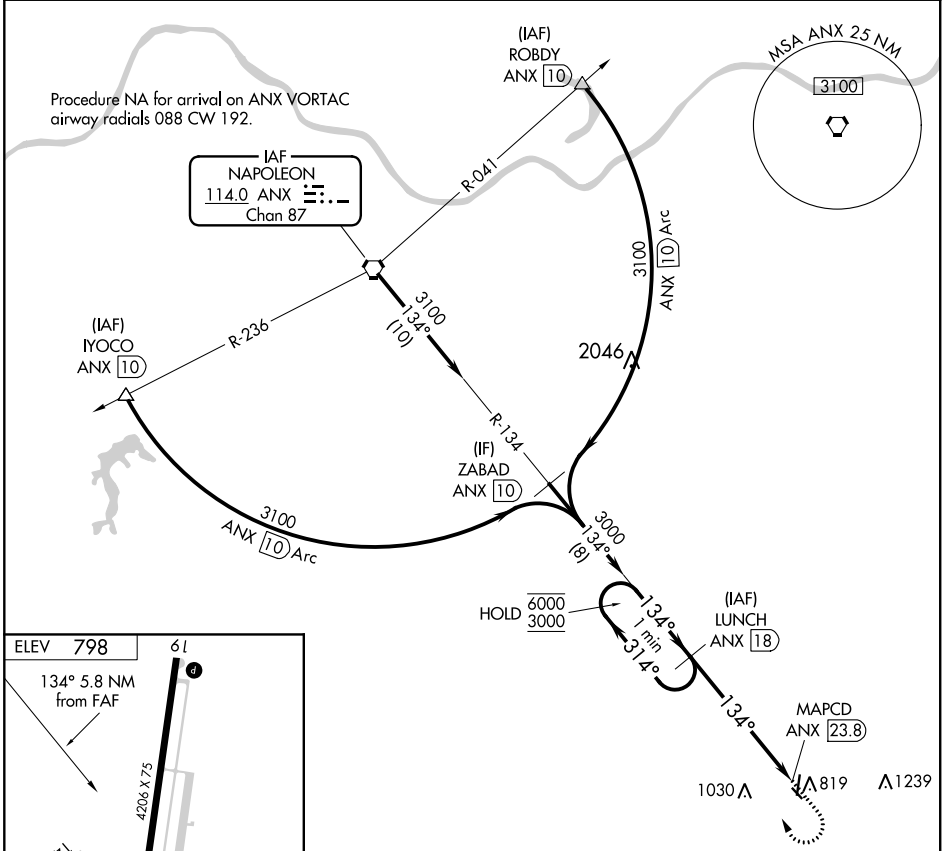 (IAF)
ROBDY
ANX 10
MSA ANX 25 NM
3100
Procedure NA for arrival on ANX VORTAC
airway radials 088 CW 192.
IAF
NAPOLEON
114.0 ANX
Chan 87
R-041
3100
ANX 10 Arc
R-236
3100
134°
(10)
(IAF)
IYOCO
ANX 10
2046
R-134
(IF)
ZABAD
ANX 10
3100
ANX 10 Arc
3000
134°
(8)
HOLD 6000
3000
134°
1 min
314°
(IAF)
LUNCH
ANX 18
134°
MAPCD
ANX 23.8
1030
819
1239
ELEV 798
19
P
134° 5.8 NM
from FAF
4206 X 75